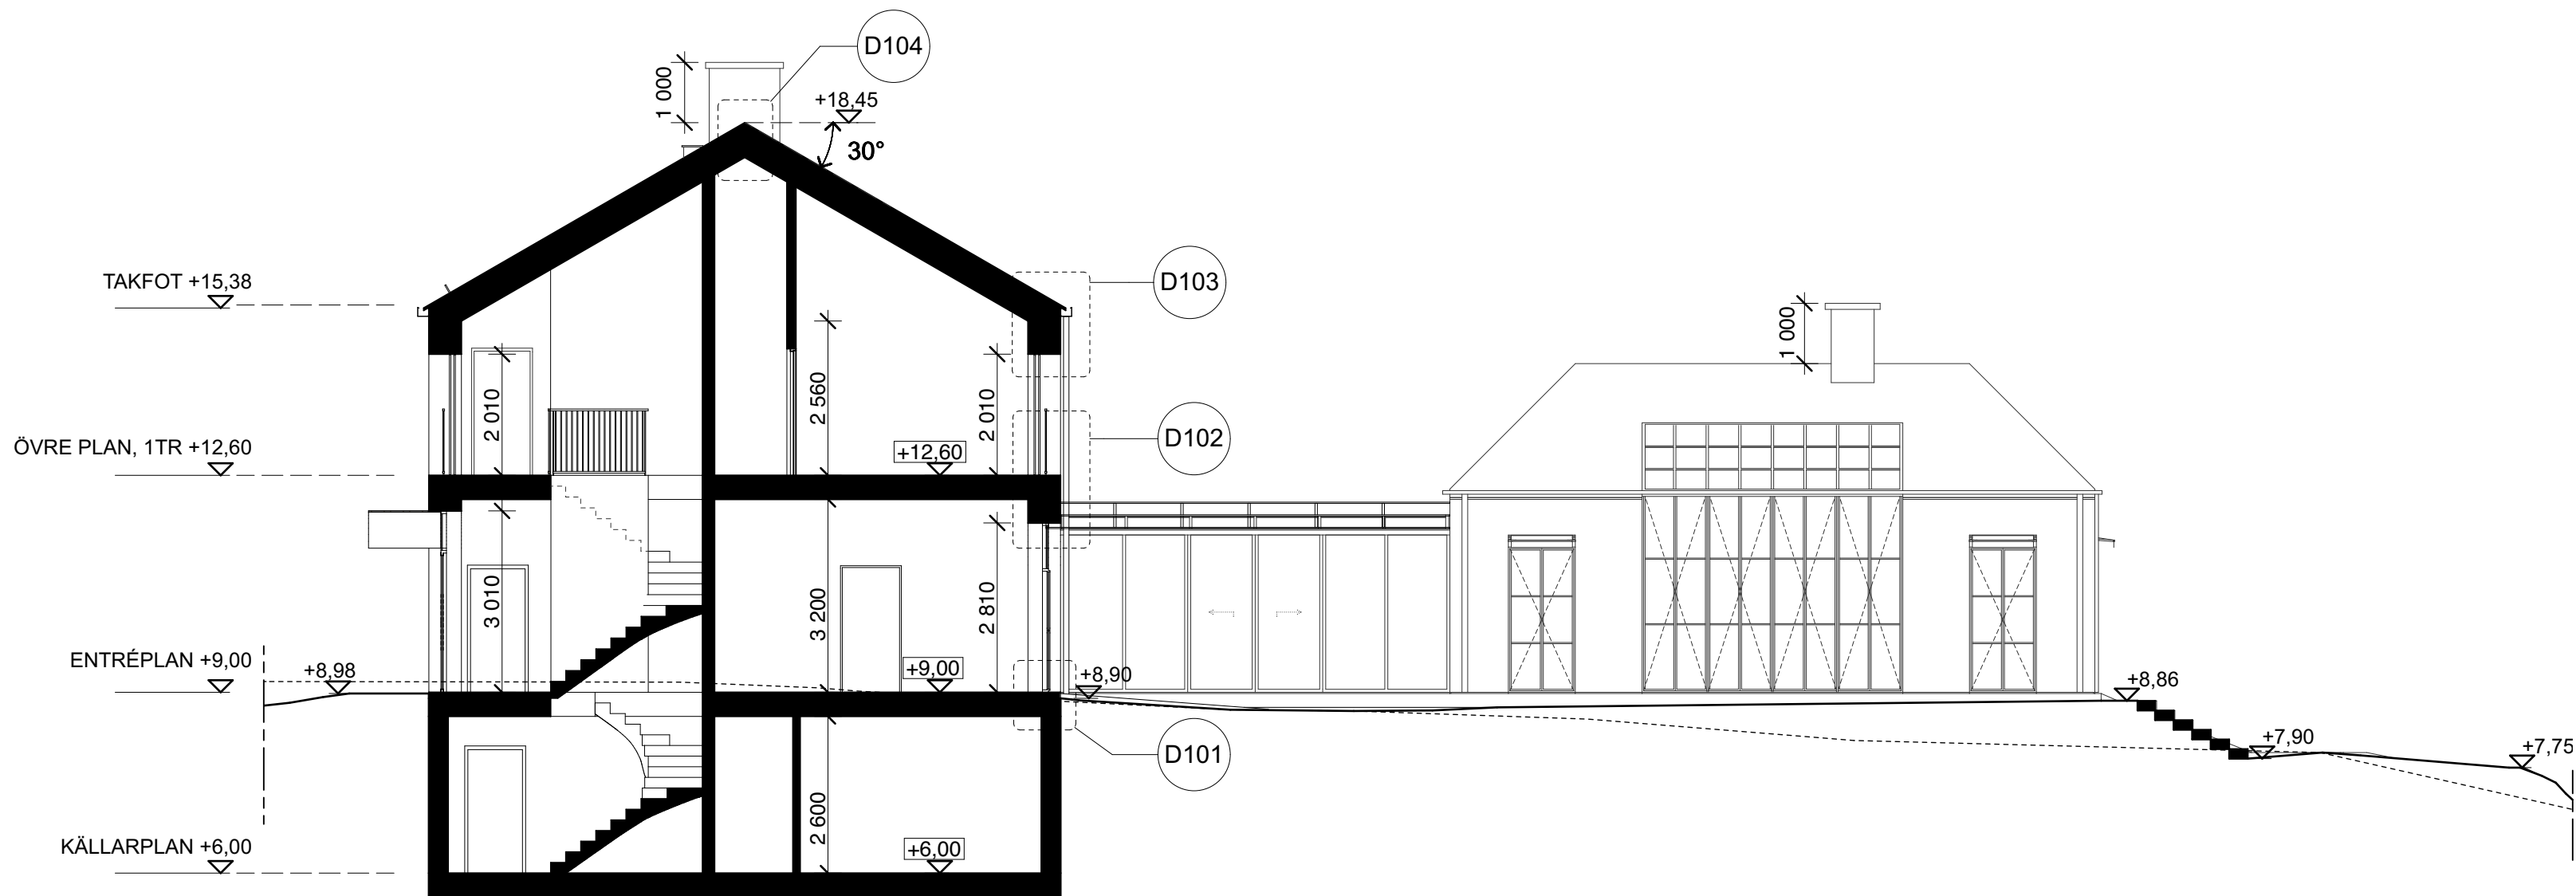 D104
1 000
+18,45
30°
TAKFOT +15,38
D103
1 000
2 010
2 560
2 010
ÖVRE PLAN, 1TR +12,60
+12,60
D102
3 010
3 200
2 810
ENTRÉPLAN +9,00
+8,98
+9,00
+8,90
+8,86
D101
+7,90
+7,75
2 600
KÄLLARPLAN +6,00
+6,00